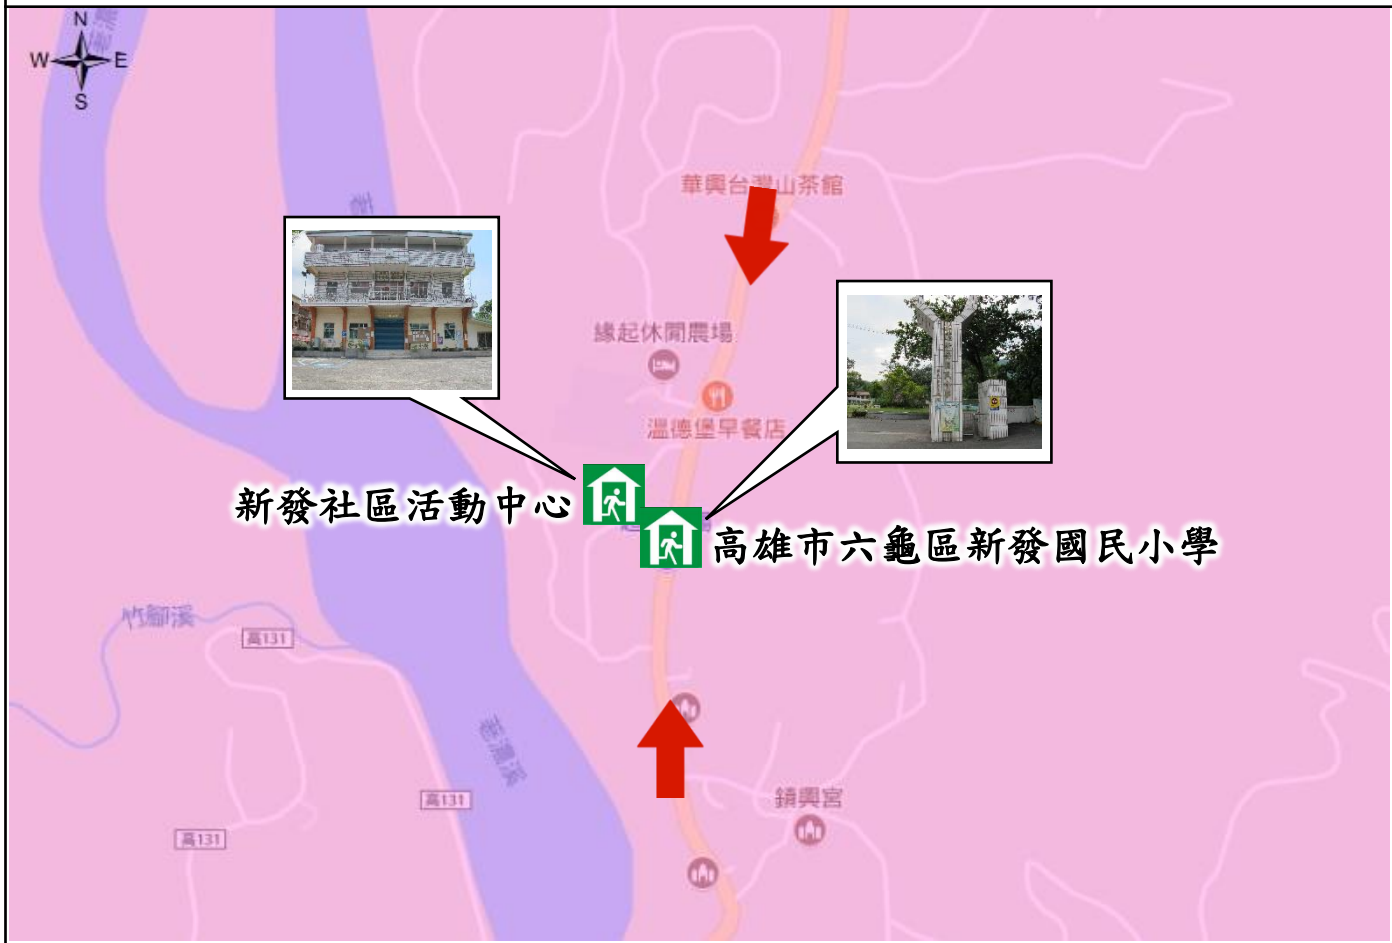 N
W
E
S
華興台灣山茶館
緣起休閒農場
溫德堡早餐店
新發社區活動中心
高雄市六龜區新發國民小學
竹腳溪
高131
荖濃溪
高131
鎮興宮
高131